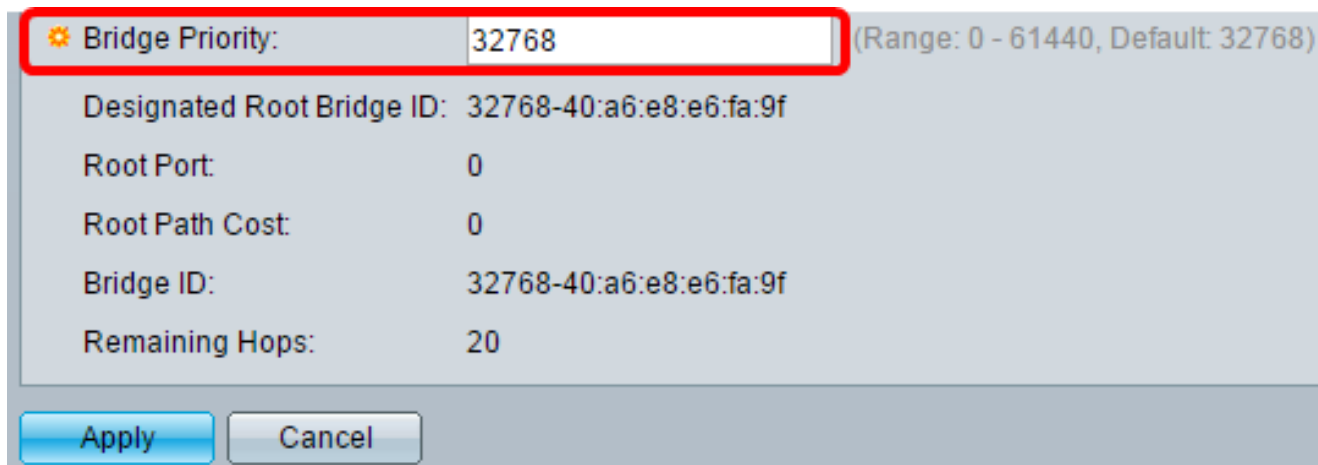 Bridge Priority: 32768 (Range: 0 - 61440, Default: 32768)
Designated Root Bridge ID: 32768-40:a6:e8:e6:fa:9f
Root Port: 0
Root Path Cost: 0
Bridge ID: 32768-40:a6:e8:e6:fa:9f
Remaining Hops: 20
Apply Cancel